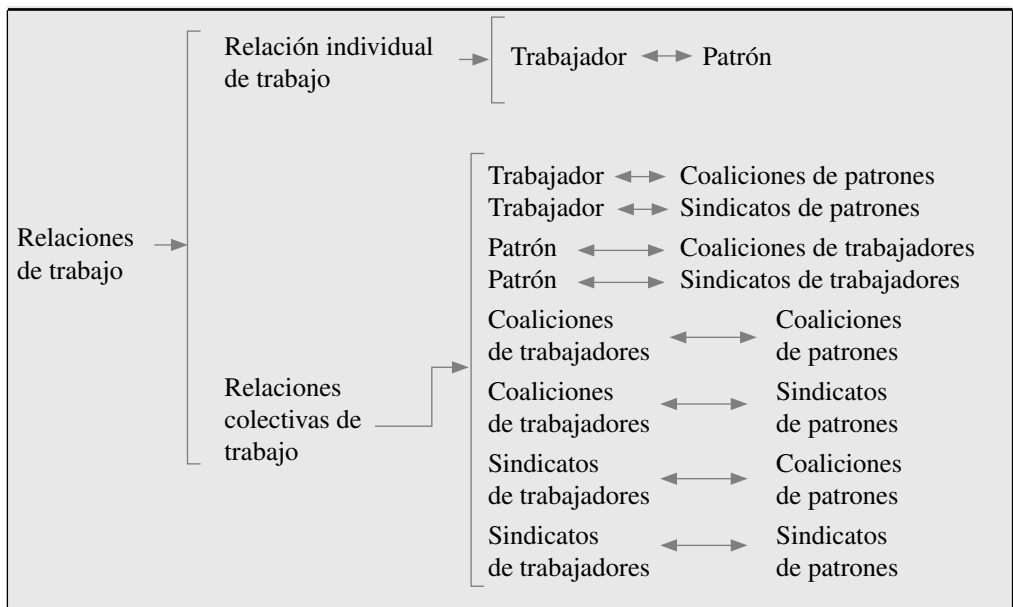 Relaciones
de trabajo
Relación individual
de trabajo
Trabajador Patrón
Relaciones
colectivas de
trabajo
Trabajador Coaliciones de patrones
Trabajador Sindicatos de patrones
Patrón Coaliciones de trabajadores
Patrón Sindicatos de trabajadores
Coaliciones Coaliciones
de trabajadores de patrones
Coaliciones Sindicatos
de trabajadores de patrones
Sindicatos Coaliciones
de trabajadores de patrones
Sindicatos Sindicatos
de trabajadores de patrones